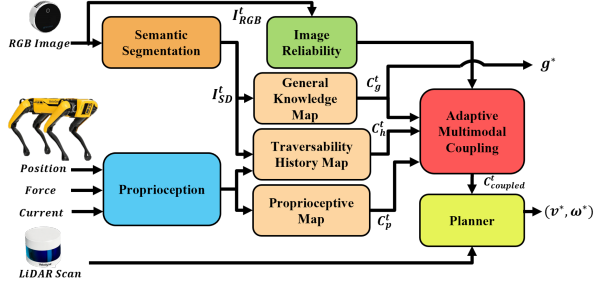 RGB Image
Semantic
Segmentation
I^t_RGB
Image
Reliability
I^t_SD
General
Knowledge
Map
C^t_g
g*
Adaptive
Multimodal
Coupling
Traversability
History Map
C^t_h
Position
Force
Current
Proprioception
Proprioceptive
Map
C^t_p
C^t_coupled
Planner
(v*, ω*)
LiDAR Scan